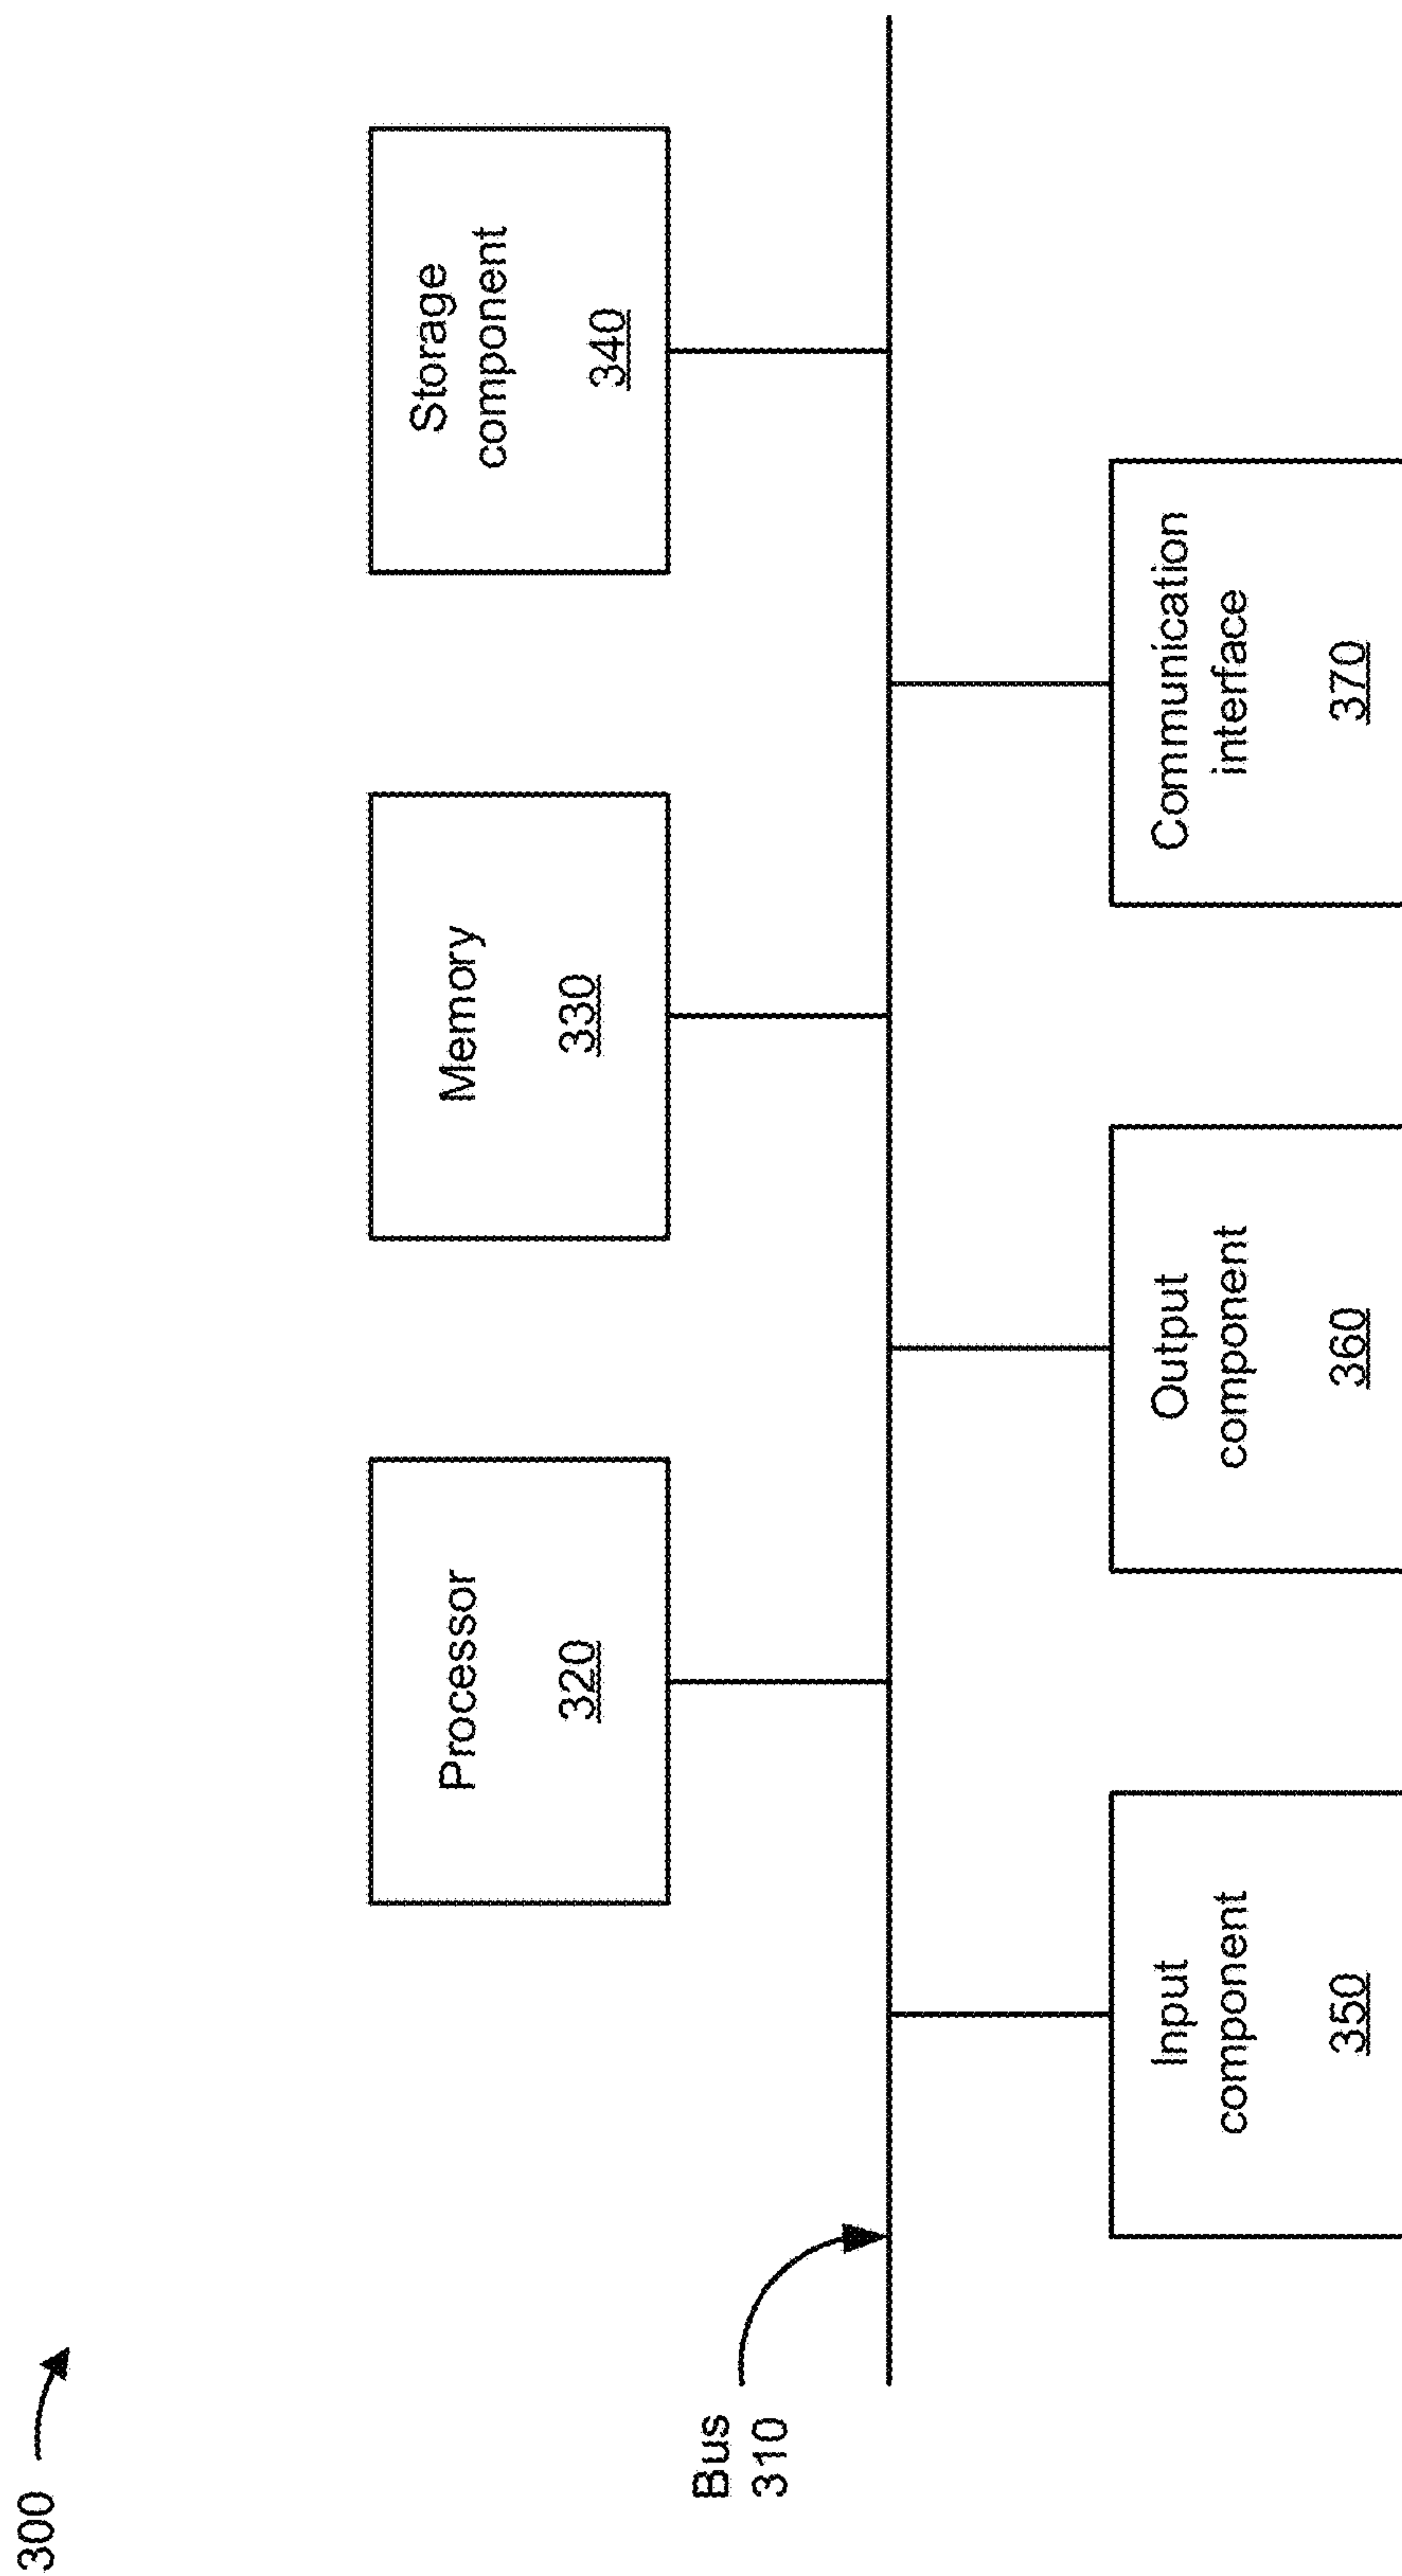 300
Bus
310
Processor
320
Memory
330
Storage
component
340
Input
component
350
Output
component
360
Communication
interface
370